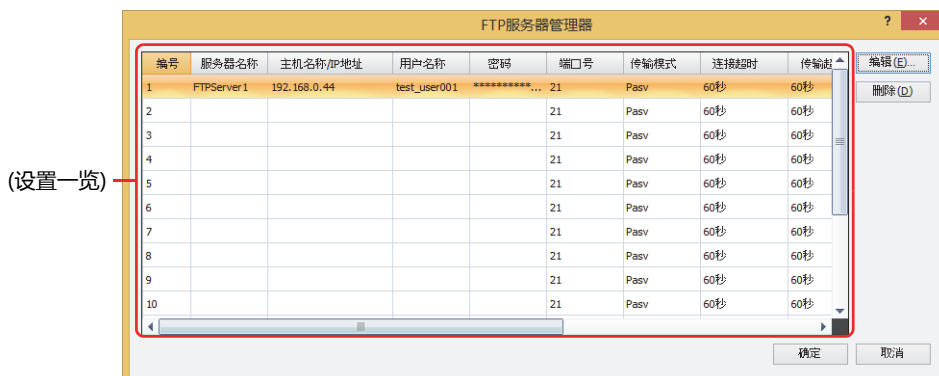 FTP服务器管理器
? ×
编号 服务器名称 主机名称/IP地址 用户名称 密码 端口号 传输模式 连接超时 传输起
编辑(E)...
1 FTPServer1 192.168.0.44 test_user001 **********... 21 Pasv 60秒 60秒
删除(D)
2 21 Pasv 60秒 60秒
3 21 Pasv 60秒 60秒
4 21 Pasv 60秒 60秒
(设置一览)
5 21 Pasv 60秒 60秒
6 21 Pasv 60秒 60秒
7 21 Pasv 60秒 60秒
8 21 Pasv 60秒 60秒
9 21 Pasv 60秒 60秒
10 21 Pasv 60秒 60秒
确定 取消